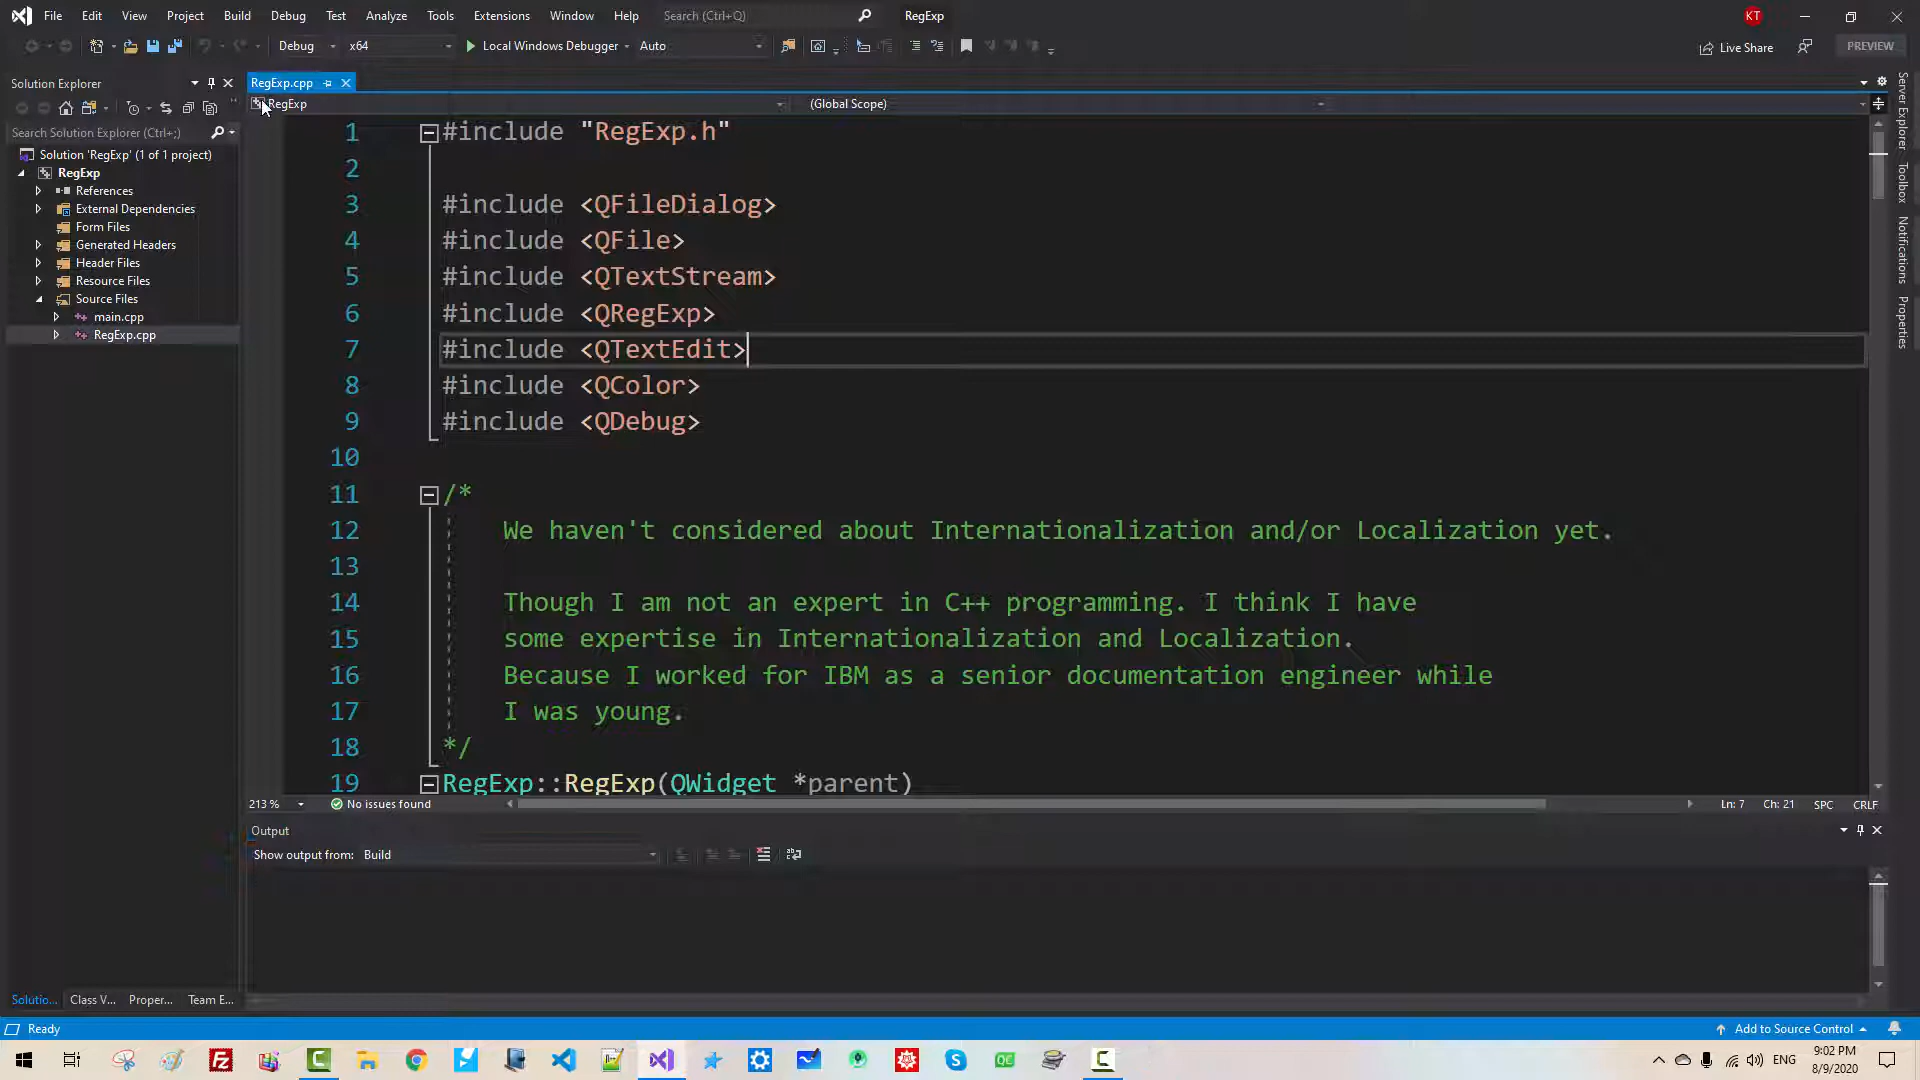 File Edit View Project Build Debug Test Analyze Tools Extensions Window Help Search (Ctrl+Q) RegExp KT
Debug x64 Local Windows Debugger Auto Live Share PREVIEW
Solution Explorer
RegExp.cpp
RegExp (Global Scope)
Search Solution Explorer (Ctrl+;)
Solution 'RegExp' (1 of 1 project)
RegExp
References
External Dependencies
Form Files
Generated Headers
Header Files
Resource Files
Source Files
main.cpp
RegExp.cpp
1 #include "RegExp.h"
2
3 #include <QFileDialog>
4 #include <QFile>
5 #include <QTextStream>
6 #include <QRegExp>
7 #include <QTextEdit>
8 #include <QColor>
9 #include <QDebug>
10
11 /*
12 We haven't considered about Internationalization and/or Localization yet.
13
14 Though I am not an expert in C++ programming. I think I have
15 some expertise in Internationalization and Localization.
16 Because I worked for IBM as a senior documentation engineer while
17 I was young.
18 */
19 RegExp::RegExp(QWidget *parent)
213 % No issues found Ln: 7 Ch: 21 SPC CRLF
Output
Show output from: Build
Server Explorer
Toolbox
Notifications
Properties
Solutio... Class V... Proper... Team E...
Ready Add to Source Control
ENG
9:02 PM
8/9/2020